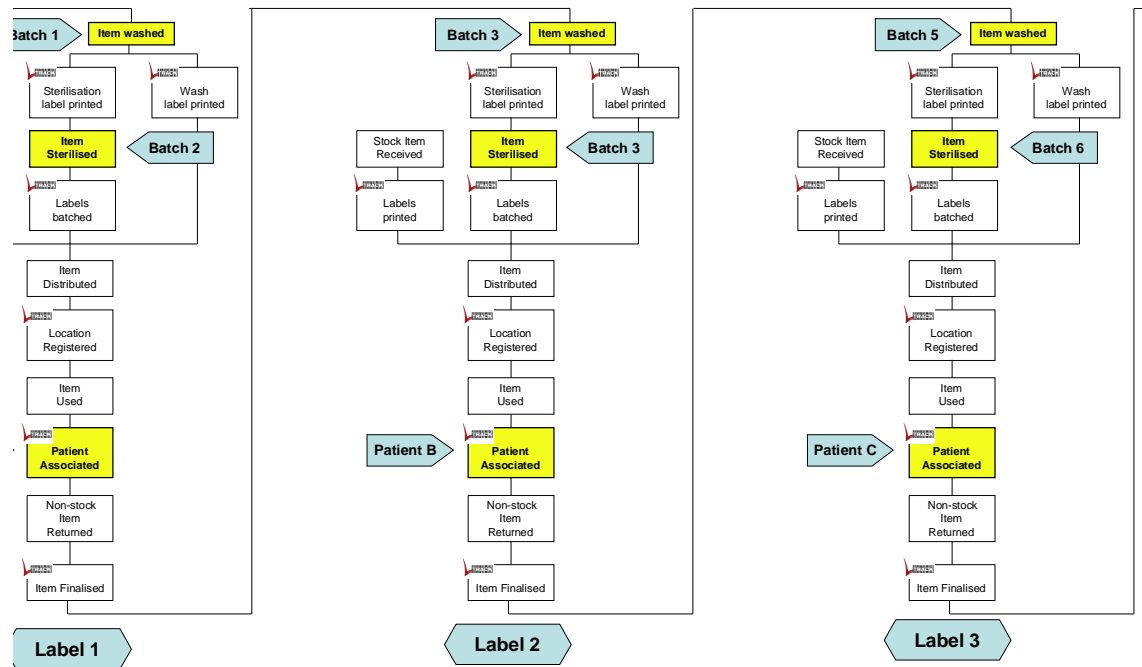 Batch 1
Item washed
Sterilisation
label printed
Wash
label printed
Item
Sterilised
Batch 2
Labels
batched
Item
Distributed
Location
Registered
Item
Used
Patient
Associated
Non-stock
Item
Returned
Item Finalised
Label 1
Batch 3
Item washed
Sterilisation
label printed
Wash
label printed
Stock Item
Received
Item
Sterilised
Batch 3
Labels
printed
Labels
batched
Item
Distributed
Location
Registered
Item
Used
Patient B
Patient
Associated
Non-stock
Item
Returned
Item Finalised
Label 2
Batch 5
Item washed
Sterilisation
label printed
Wash
label printed
Stock Item
Received
Item
Sterilised
Batch 6
Labels
printed
Labels
batched
Item
Distributed
Location
Registered
Item
Used
Patient C
Patient
Associated
Non-stock
Item
Returned
Item Finalised
Label 3